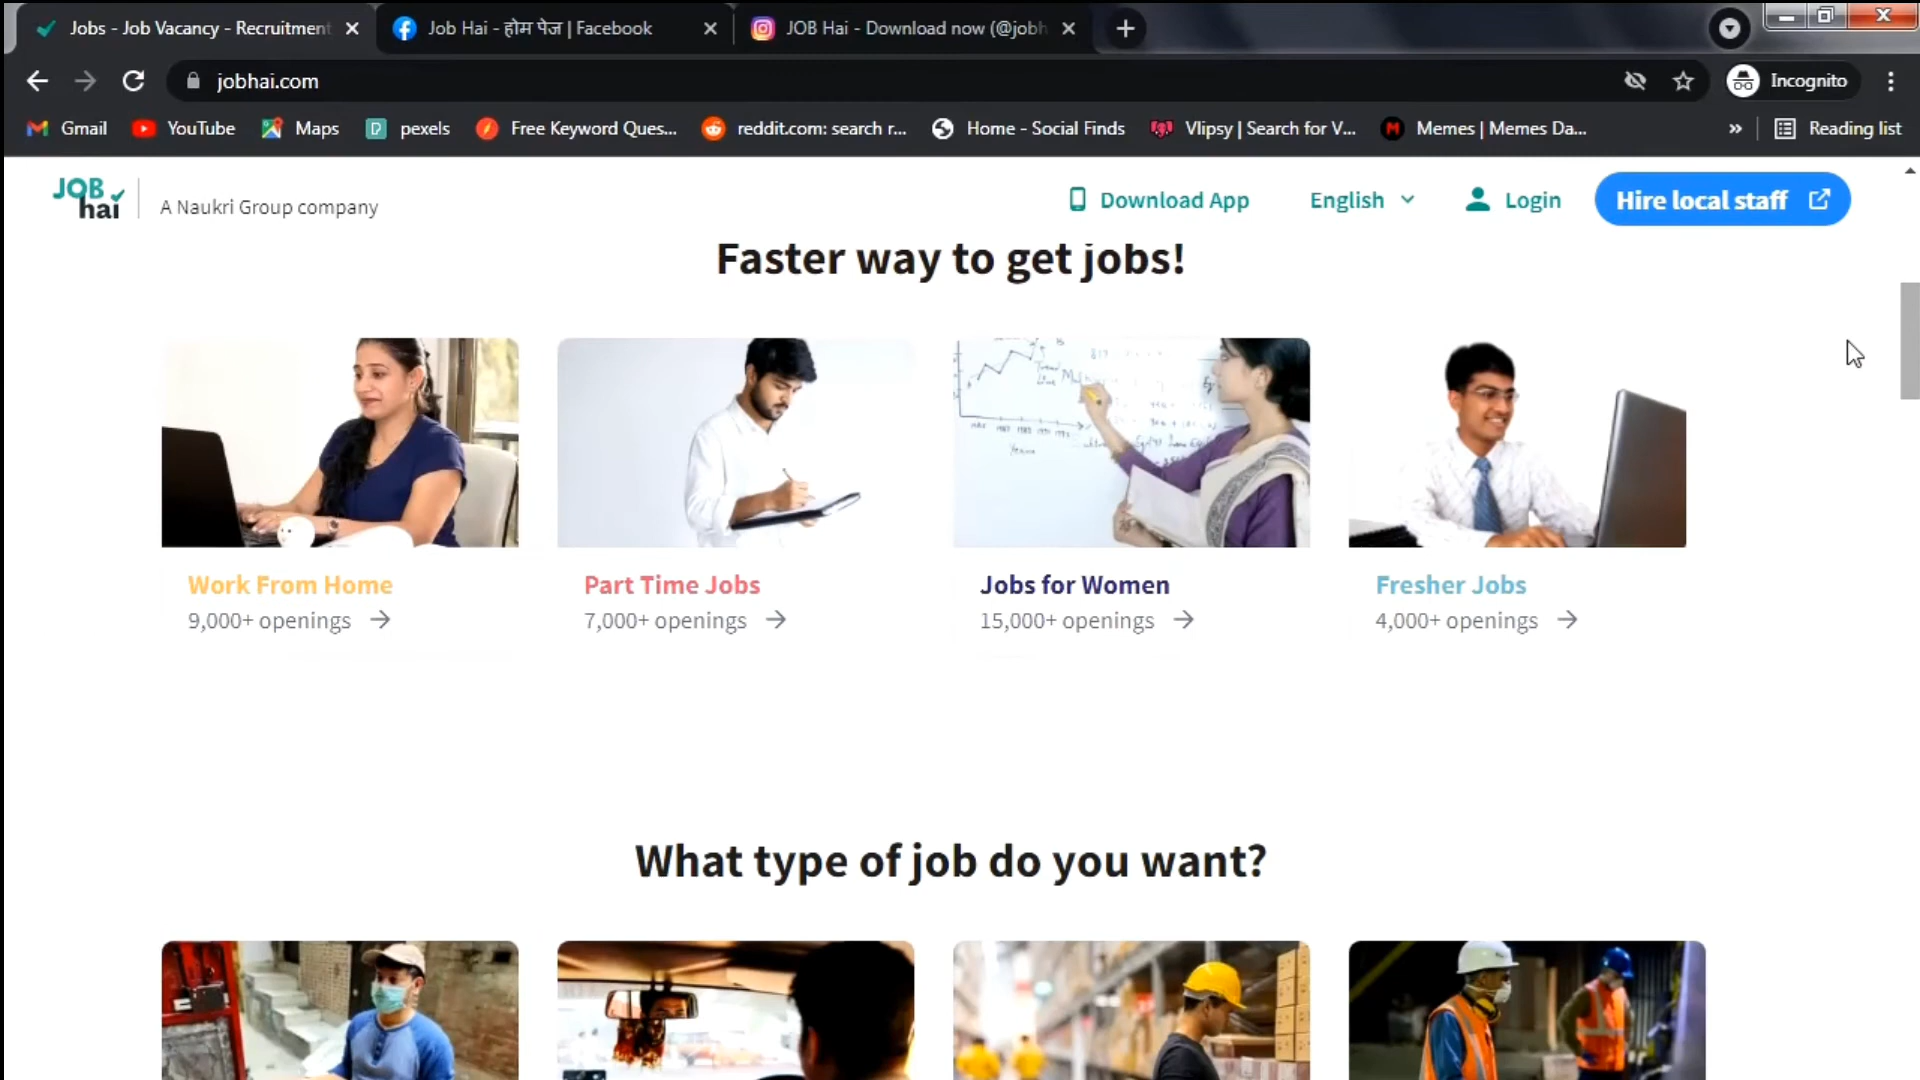 Jobs - Job Vacancy - Recruitment
Job Hai - होम पेज | Facebook
JOB Hai - Download now (@jobh
jobhai.com
Incognito
Gmail
YouTube
Maps
pexels
Free Keyword Ques...
reddit.com: search r...
Home - Social Finds
Vlipsy | Search for V...
Memes | Memes Da...
»
Reading list
JOB
hai
A Naukri Group company
Download App
English
Login
Hire local staff
Faster way to get jobs!
Work From Home
9,000+ openings →
Part Time Jobs
7,000+ openings →
Jobs for Women
15,000+ openings →
Fresher Jobs
4,000+ openings →
What type of job do you want?